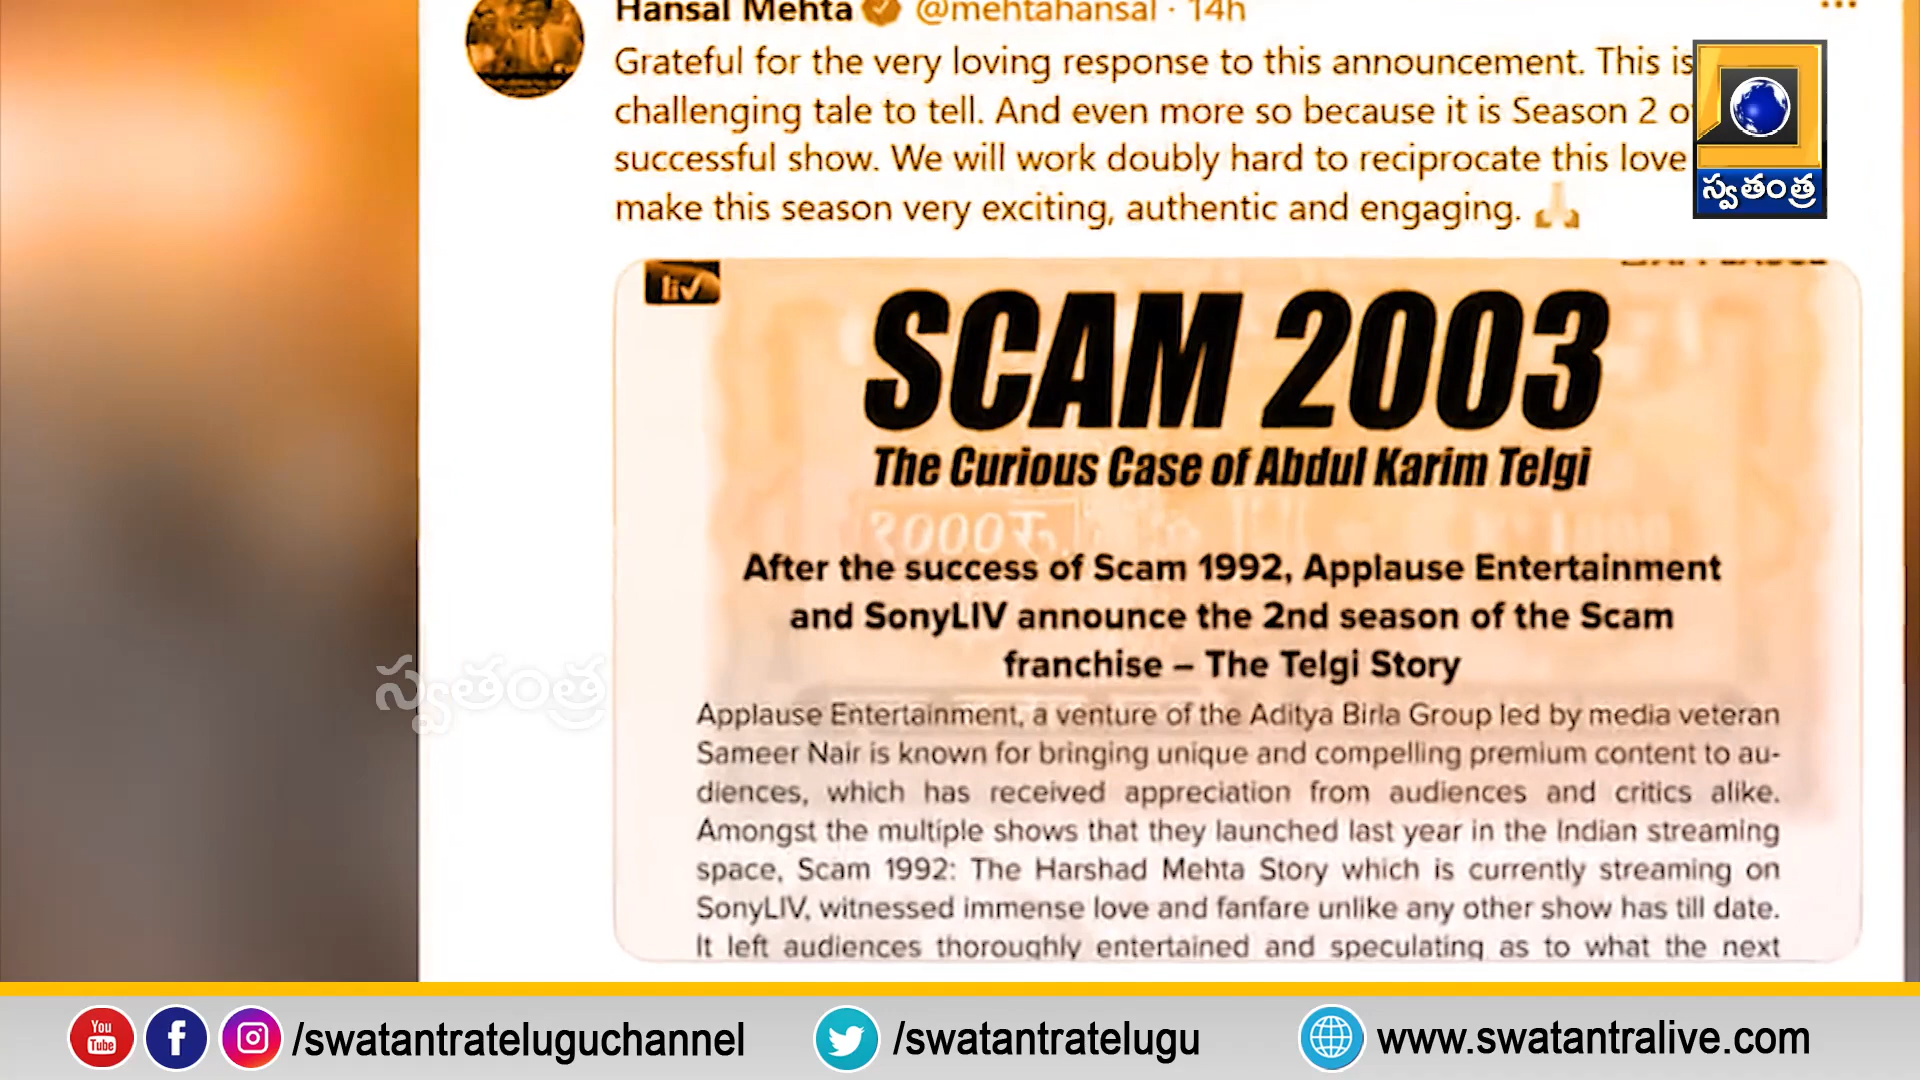 Hansal Mehta @mehtahansal · 14h
Grateful for the very loving response to this announcement. This is
challenging tale to tell. And even more so because it is Season 2 o
successful show. We will work doubly hard to reciprocate this love
make this season very exciting, authentic and engaging. 🙏
స్వతంత్ర
liv
SCAM 2003
The Curious Case of Abdul Karim Telgi
2000रु.
After the success of Scam 1992, Applause Entertainment
and SonyLIV announce the 2nd season of the Scam
franchise – The Telgi Story
స్వతంత్ర
Applause Entertainment, a venture of the Aditya Birla Group led by media veteran
Sameer Nair is known for bringing unique and compelling premium content to au-
diences, which has received appreciation from audiences and critics alike.
Amongst the multiple shows that they launched last year in the Indian streaming
space, Scam 1992: The Harshad Mehta Story which is currently streaming on
SonyLIV, witnessed immense love and fanfare unlike any other show has till date.
It left audiences thoroughly entertained and speculating as to what the next
You Tube /swatantrateluguchannel /swatantratelugu www.swatantralive.com